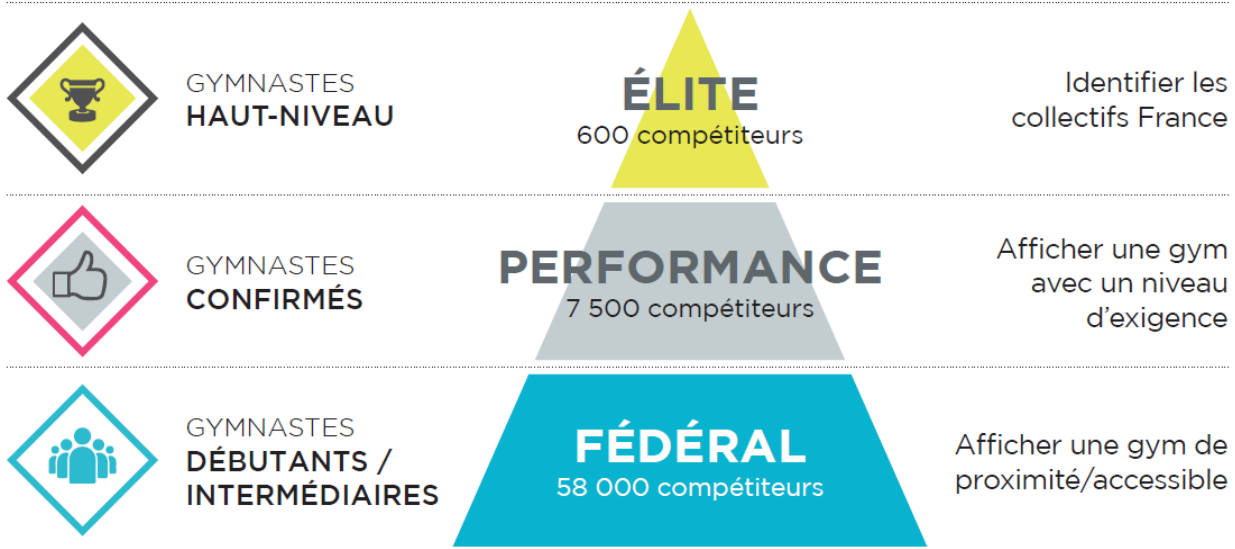 GYMNASTES
HAUT-NIVEAU
ÉLITE
600 compétiteurs
Identifier les
collectifs France
GYMNASTES
CONFIRMÉS
PERFORMANCE
7 500 compétiteurs
Afficher une gym
avec un niveau
d'exigence
GYMNASTES
DÉBUTANTS /
INTERMÉDIAIRES
FÉDÉRAL
58 000 compétiteurs
Afficher une gym de
proximité/accessible